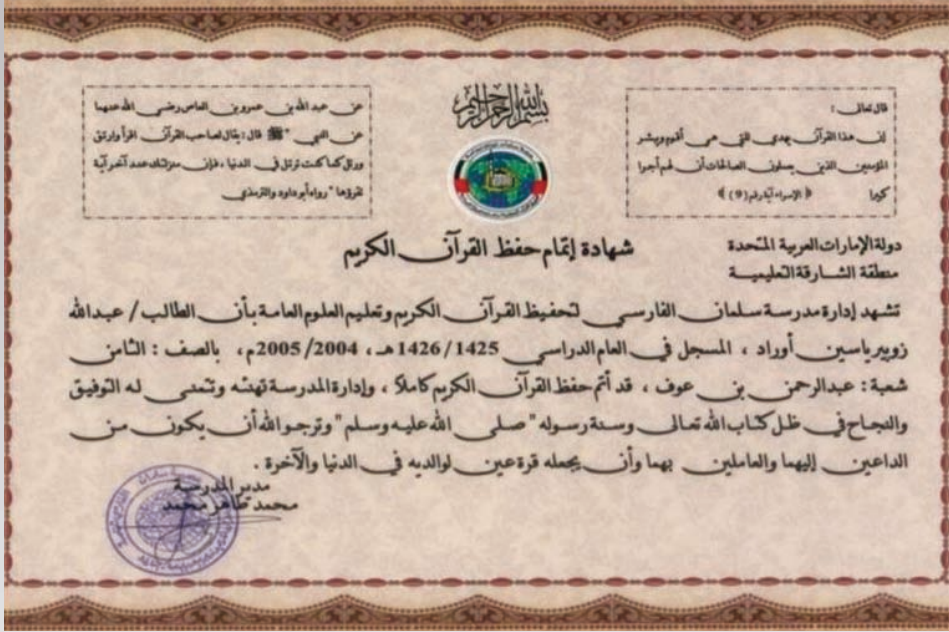 بسم الله الرحمن الرحيم
قال تعالى :
إن هذا القرآن يهدي للتي هي أقوم ويبشر
المؤمنين الذين يعملون الصالحات أن لهم أجرا
كبيرا ﴿ الإسراء آية رقم (9) ﴾
عن عبد الله بن عمرو بن العاص رضي الله عنهما
عن النبي " ﷺ قال : يقال لصاحب القرآن اقرأ وارتق
ورتل كما كنت ترتل في الدنيا ، فإن منزلتك عند آخر آية
تقرؤها " رواه أبو داود والترمذي
دولة الإمارات العربية المتحدة
منطقة الشارقة التعليمية
شهادة إتمام حفظ القرآن الكريم
تشهد إدارة مدرسة سلمان الفارسي لتحفيظ القرآن الكريم وتعليم العلوم العامة بأن الطالب / عبدالله
زوبير ياسين أوراد ، المسجل في العام الدراسي 1425 / 1426 هـ ، 2004 / 2005 م ، بالصف : الثامن
شعبة : عبدالرحمن بن عوف ، قد أتم حفظ القرآن الكريم كاملاً ، وإدارة المدرسة تهنئه وتتمنى له التوفيق
والنجاح في ظل كتاب الله تعالى وسنة رسوله " صلى الله عليه وسلم " وترجو الله أن يكون من
الداعين إليهما والعاملين بهما وأن يجعله قرة عين لوالديه في الدنيا والآخرة .
مدير المدرسة
محمد طاهر محمد